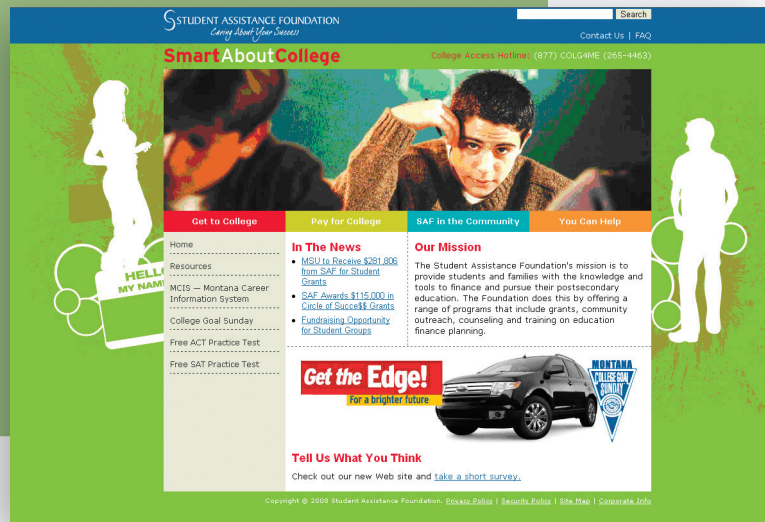 STUDENT ASSISTANCE FOUNDATION
Caring About Your Success
Search
Contact Us | FAQ
SmartAboutCollege
College Access Hotline: (877) COLG4ME (265-4463)
Get to College
Pay for College
SAF in the Community
You Can Help
Home
Resources
MCIS — Montana Career
Information System
College Goal Sunday
Free ACT Practice Test
Free SAT Practice Test
In The News
MSU to Receive $281,806
from SAF for Student
Grants
SAF Awards $115,000 in
Circle of Succe$$ Grants
Fundraising Opportunity
for Student Groups
Our Mission
The Student Assistance Foundation's mission is to
provide students and families with the knowledge and
tools to finance and pursue their postsecondary
education. The Foundation does this by offering a
range of programs that include grants, community
outreach, counseling and training on education
finance planning.
HELLO
MY NAM
Get the Edge!
For a brighter future
MONTANA
COLLEGE GOAL
SUNDAY
Tell Us What You Think
Check out our new Web site and take a short survey.
Copyright @ 2008 Student Assistance Foundation. Privacy Policy | Security Policy | Site Map | Corporate Info